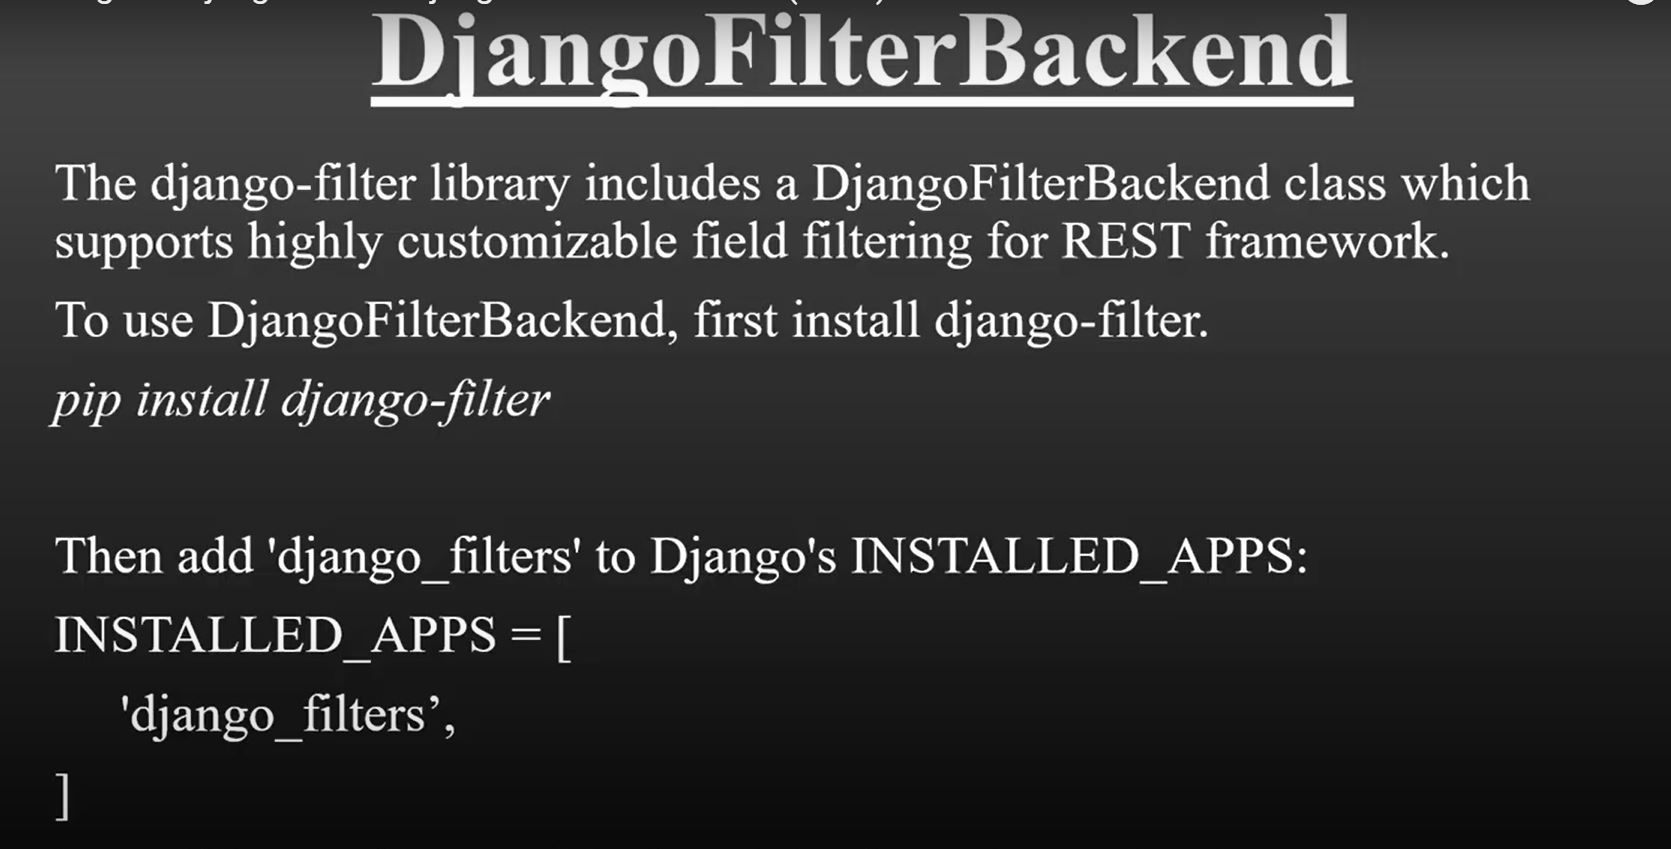 DjangoFilterBackend
The django-filter library includes a DjangoFilterBackend class which
supports highly customizable field filtering for REST framework.
To use DjangoFilterBackend, first install django-filter.
pip install django-filter
Then add 'django_filters' to Django's INSTALLED_APPS:
INSTALLED_APPS = [
'django_filters’,
]